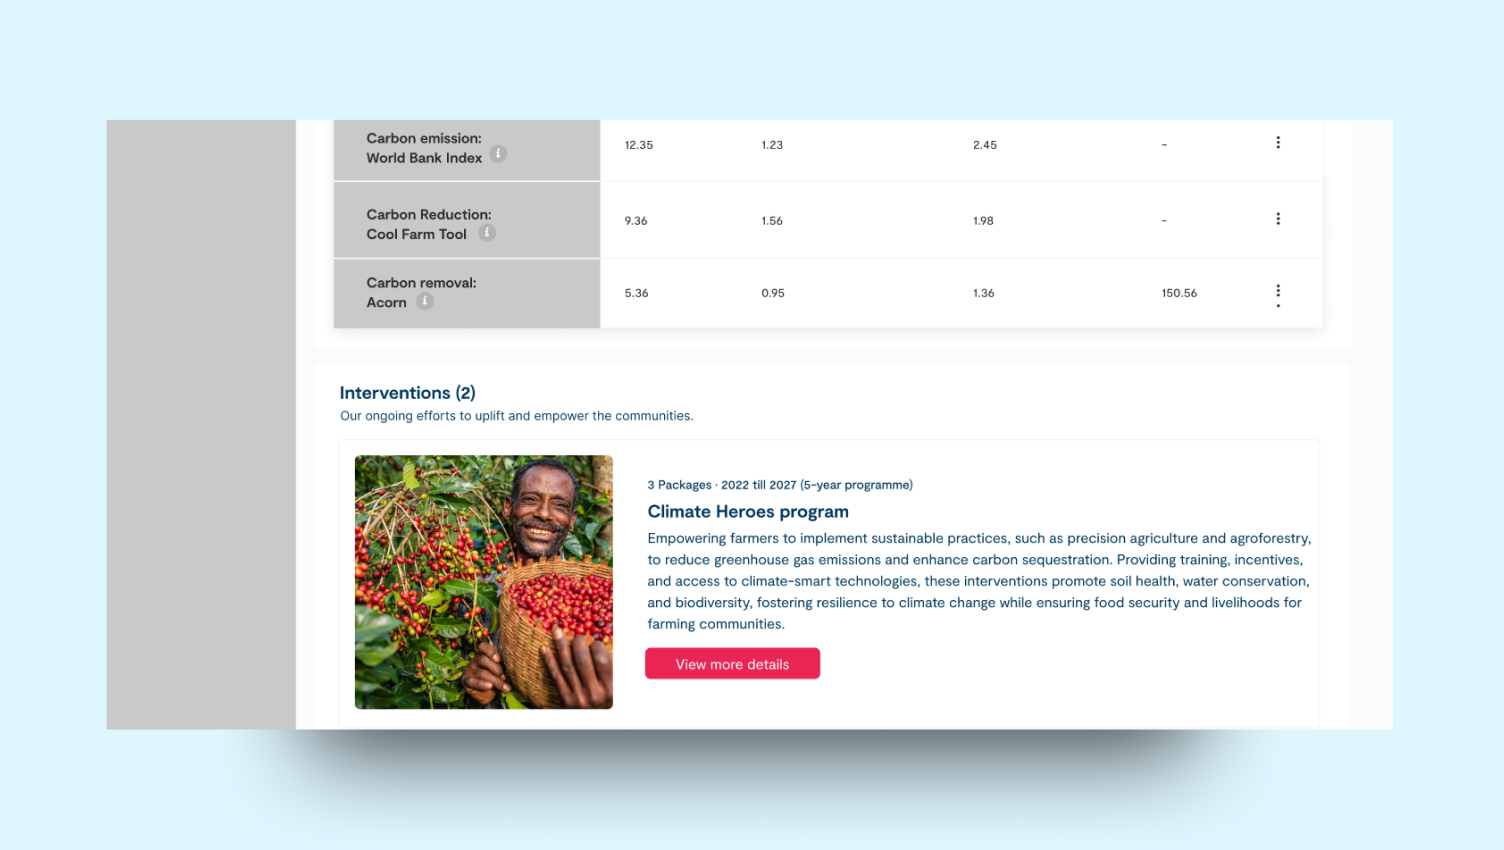 Carbon emission:
World Bank Index
12.35 1.23 2.45 -
Carbon Reduction:
Cool Farm Tool
9.36 1.56 1.98 -
Carbon removal:
Acorn
5.36 0.95 1.36 150.56
Interventions (2)
Our ongoing efforts to uplift and empower the communities.
3 Packages · 2022 till 2027 (5-year programme)
Climate Heroes program
Empowering farmers to implement sustainable practices, such as precision agriculture and agroforestry,
to reduce greenhouse gas emissions and enhance carbon sequestration. Providing training, incentives,
and access to climate-smart technologies, these interventions promote soil health, water conservation,
and biodiversity, fostering resilience to climate change while ensuring food security and livelihoods for
farming communities.
View more details